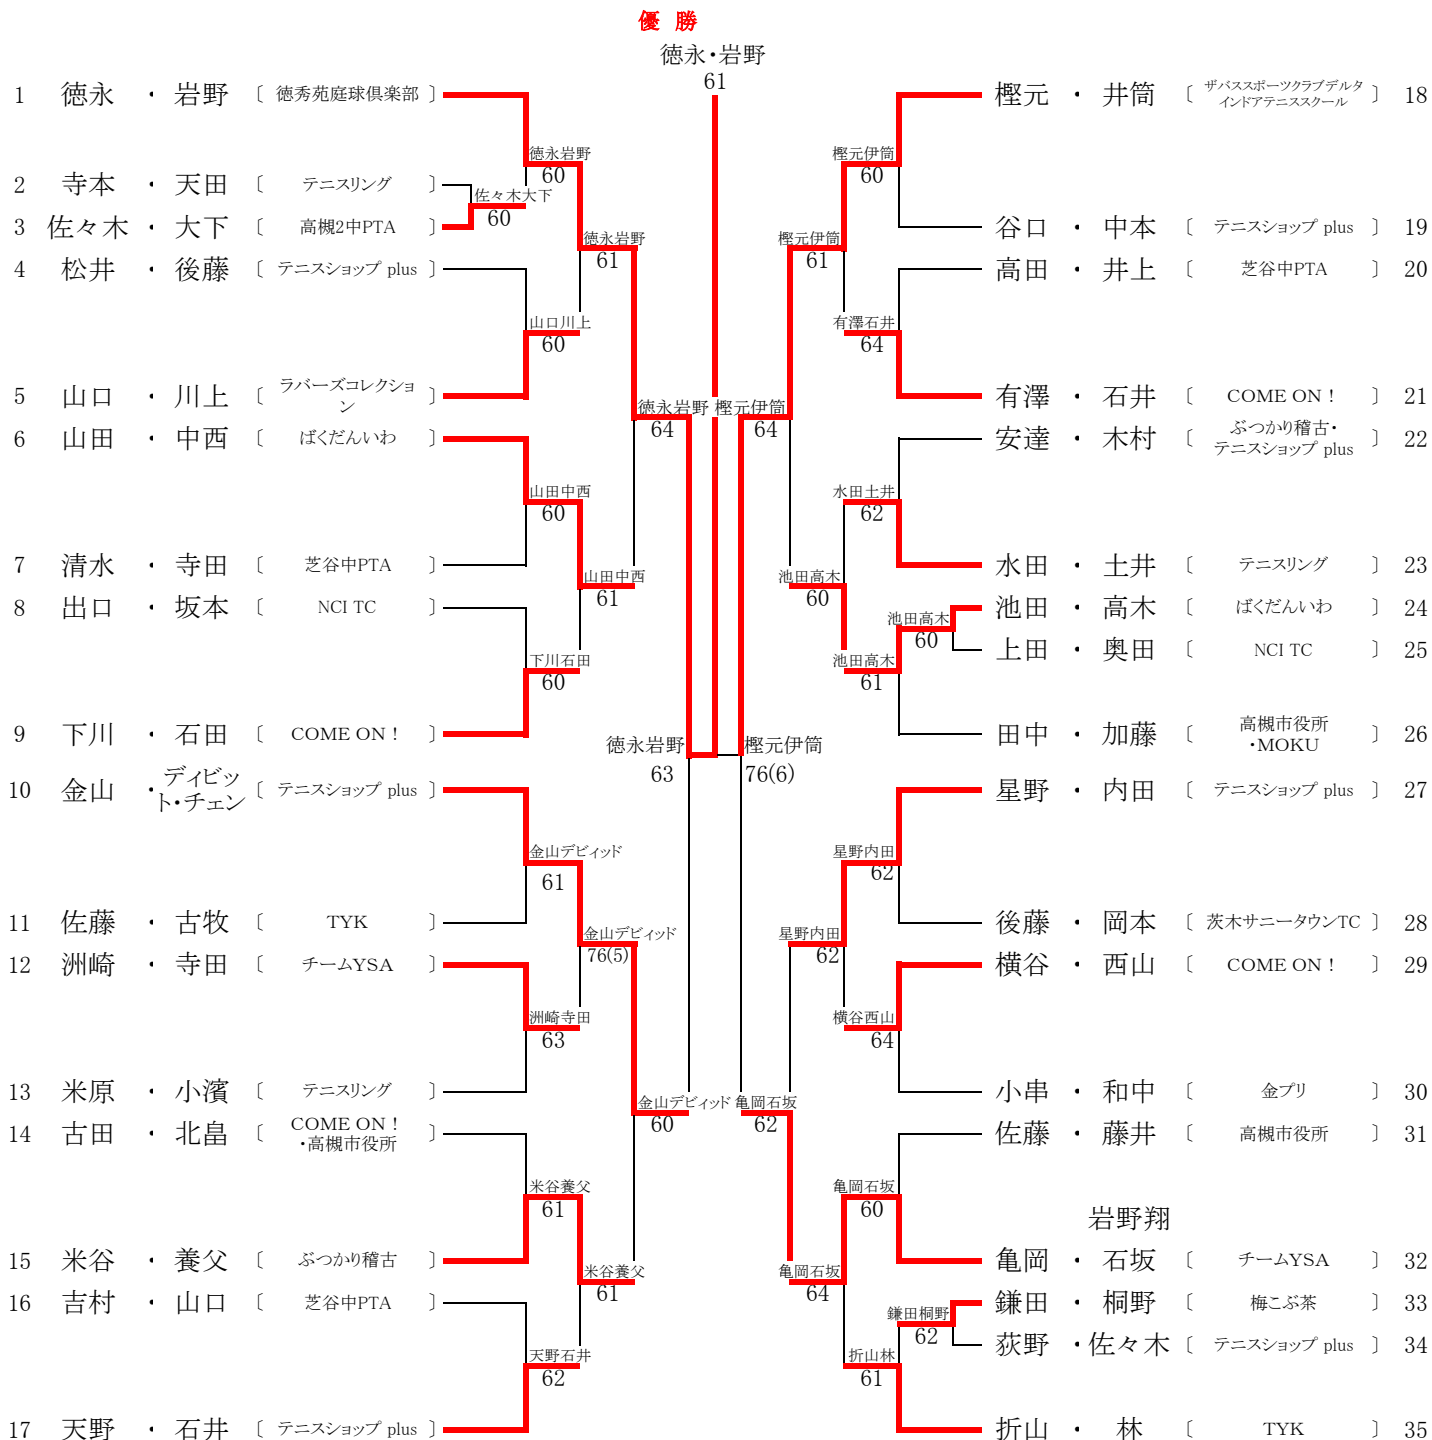 優 勝
徳永・岩野
61
1 徳永 ・ 岩野 〔 徳秀苑庭球倶楽部 〕
2 寺本 ・ 天田 〔 テニスリング 〕
3 佐々木 ・ 大下 〔 高槻2中PTA 〕
4 松井 ・ 後藤 〔 テニスショップ plus 〕
5 山口 ・ 川上 〔 ラバーズコレクショ
ン 〕
6 山田 ・ 中西 〔 ばくだんいわ 〕
7 清水 ・ 寺田 〔 芝谷中PTA 〕
8 出口 ・ 坂本 〔 NCI TC 〕
9 下川 ・ 石田 〔 COME ON！ 〕
10 金山 ・ ディビッ
ト・チェン 〔 テニスショップ plus 〕
11 佐藤 ・ 古牧 〔 TYK 〕
12 洲崎 ・ 寺田 〔 チームYSA 〕
13 米原 ・ 小濱 〔 テニスリング 〕
14 古田 ・ 北畠 〔 COME ON！
・高槻市役所 〕
15 米谷 ・ 養父 〔 ぶつかり稽古 〕
16 吉村 ・ 山口 〔 芝谷中PTA 〕
17 天野 ・ 石井 〔 テニスショップ plus 〕
佐々木大下
60
徳永岩野
60
山口川上
60
山田中西
60
下川石田
60
金山デビィッド
61
洲崎寺田
63
米谷養父
61
天野石井
62
徳永岩野
61
山田中西
61
金山デビィッド
76(5)
米谷養父
61
徳永岩野
64
金山デビィッド
60
徳永岩野
63
樫元伊筒
76(6)
樫元伊筒
64
亀岡石坂
62
樫元伊筒
61
池田高木
60
星野内田
62
亀岡石坂
64
樫元伊筒
60
有澤石井
64
水田土井
62
池田高木
61
星野内田
62
横谷西山
64
亀岡石坂
60
折山林
61
池田高木
60
鎌田桐野
62
樫元 ・ 井筒 〔 ザバススポーツクラブデルタ
インドアテニススクール 〕 18
谷口 ・ 中本 〔 テニスショップ plus 〕 19
高田 ・ 井上 〔 芝谷中PTA 〕 20
有澤 ・ 石井 〔 COME ON！ 〕 21
安達 ・ 木村 〔 ぶつかり稽古・
テニスショップ plus 〕 22
水田 ・ 土井 〔 テニスリング 〕 23
池田 ・ 高木 〔 ばくだんいわ 〕 24
上田 ・ 奥田 〔 NCI TC 〕 25
田中 ・ 加藤 〔 高槻市役所
・MOKU 〕 26
星野 ・ 内田 〔 テニスショップ plus 〕 27
後藤 ・ 岡本 〔 茨木サニータウンTC 〕 28
横谷 ・ 西山 〔 COME ON！ 〕 29
小串 ・ 和中 〔 金プリ 〕 30
佐藤 ・ 藤井 〔 高槻市役所 〕 31
岩野翔
亀岡 ・ 石坂 〔 チームYSA 〕 32
鎌田 ・ 桐野 〔 梅こぶ茶 〕 33
荻野 ・ 佐々木 〔 テニスショップ plus 〕 34
折山 ・ 林 〔 TYK 〕 35